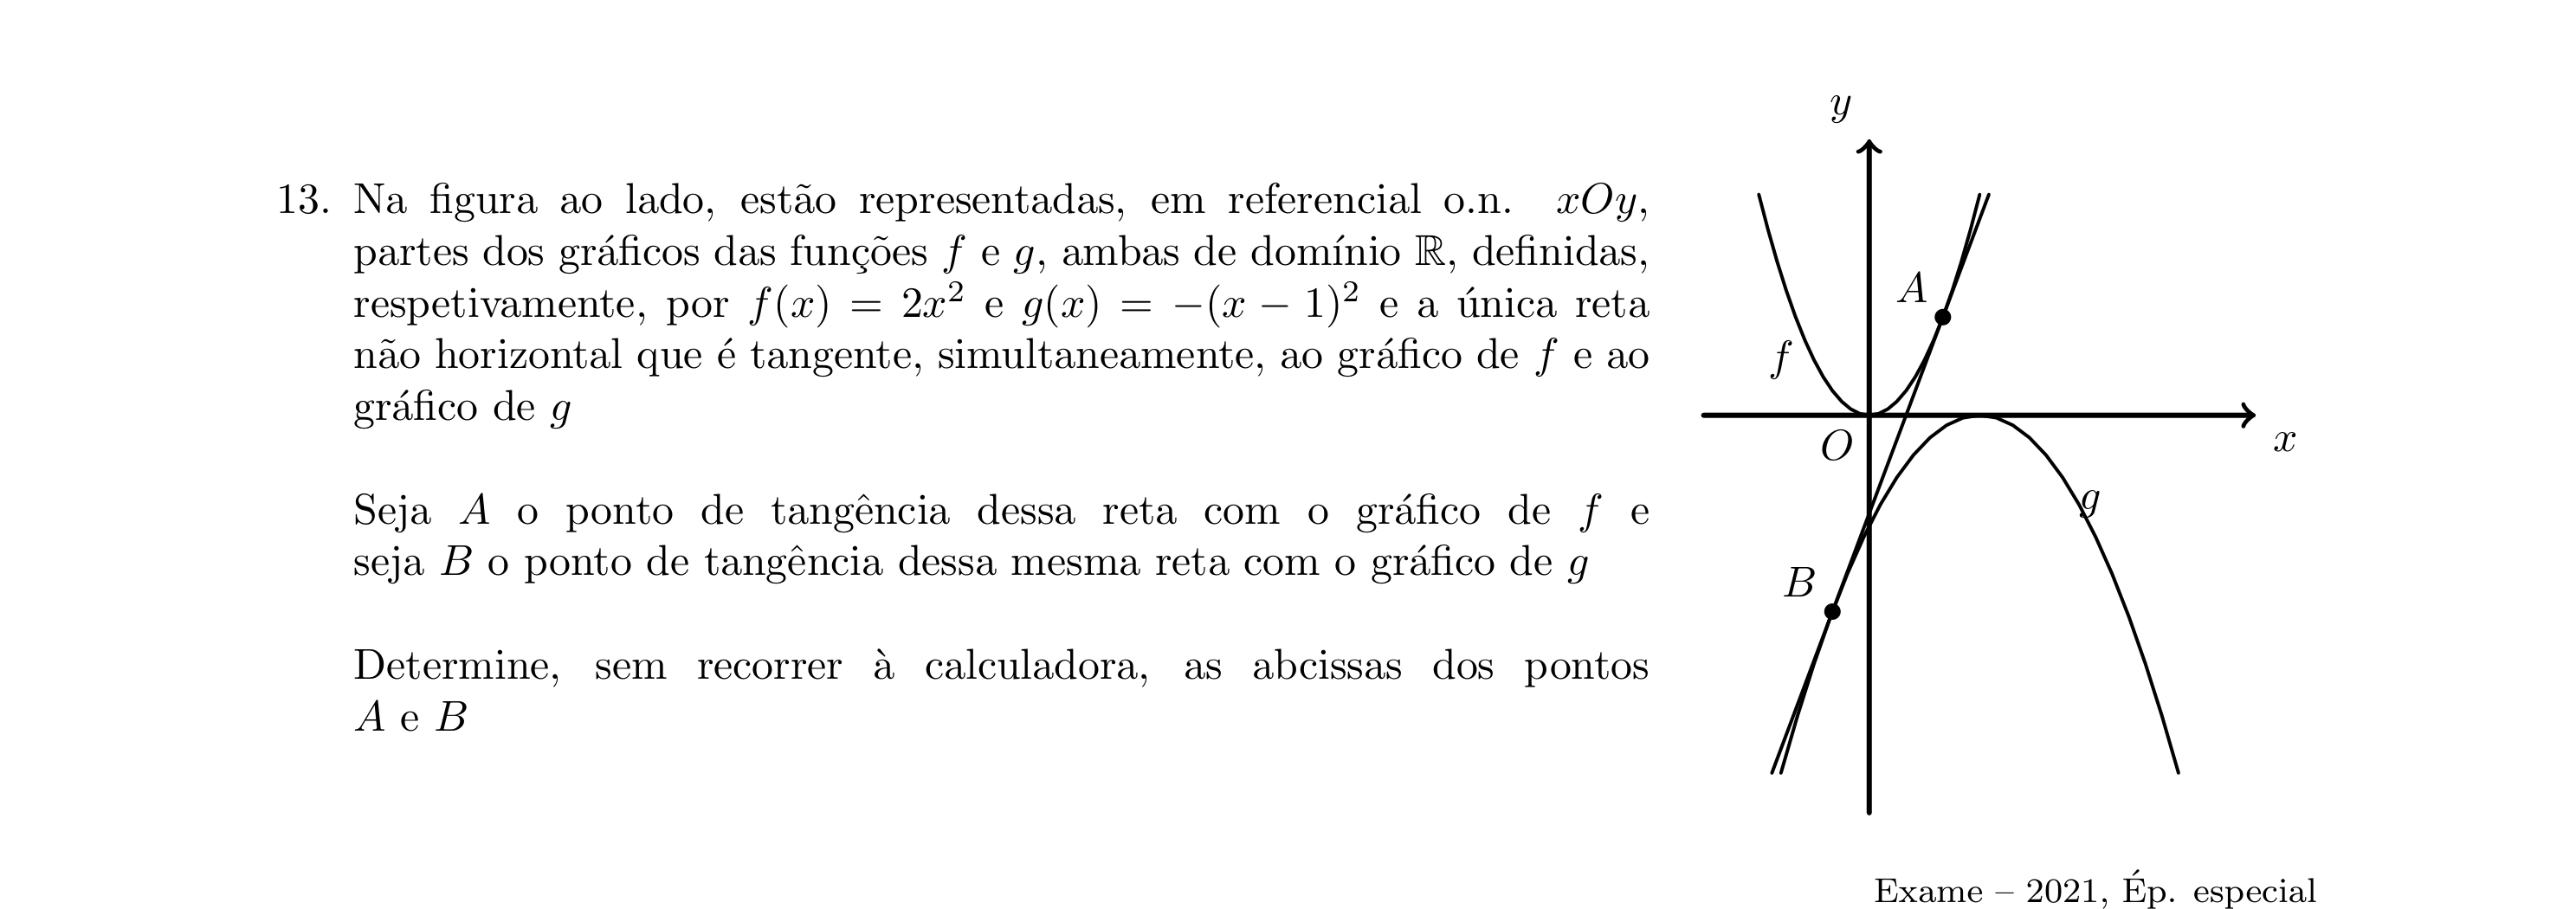 13. Na figura ao lado, estão representadas, em referencial o.n. xOy,
partes dos gráficos das funções f e g, ambas de domínio ℝ, definidas,
respetivamente, por f(x) = 2x² e g(x) = −(x − 1)² e a única reta
não horizontal que é tangente, simultaneamente, ao gráfico de f e ao
gráfico de g
Seja A o ponto de tangência dessa reta com o gráfico de f e
seja B o ponto de tangência dessa mesma reta com o gráfico de g
Determine, sem recorrer à calculadora, as abcissas dos pontos
A e B
y
A
f
O
x
g
B
Exame – 2021, Ép. especial